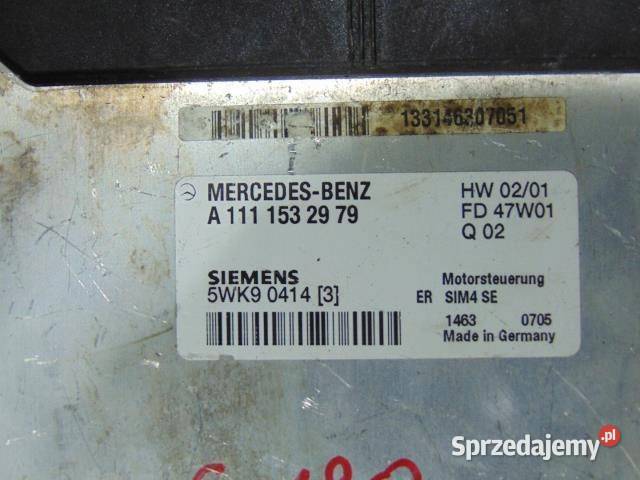 133146307051
MERCEDES-BENZ
A 111 153 29 79
HW 02/01
FD 47W01
Q 02
SIEMENS
5WK9 0414 [3]
Motorsteuerung
ER SIM4 SE
1463 0705
Made in Germany
Sprzedajemy.pl